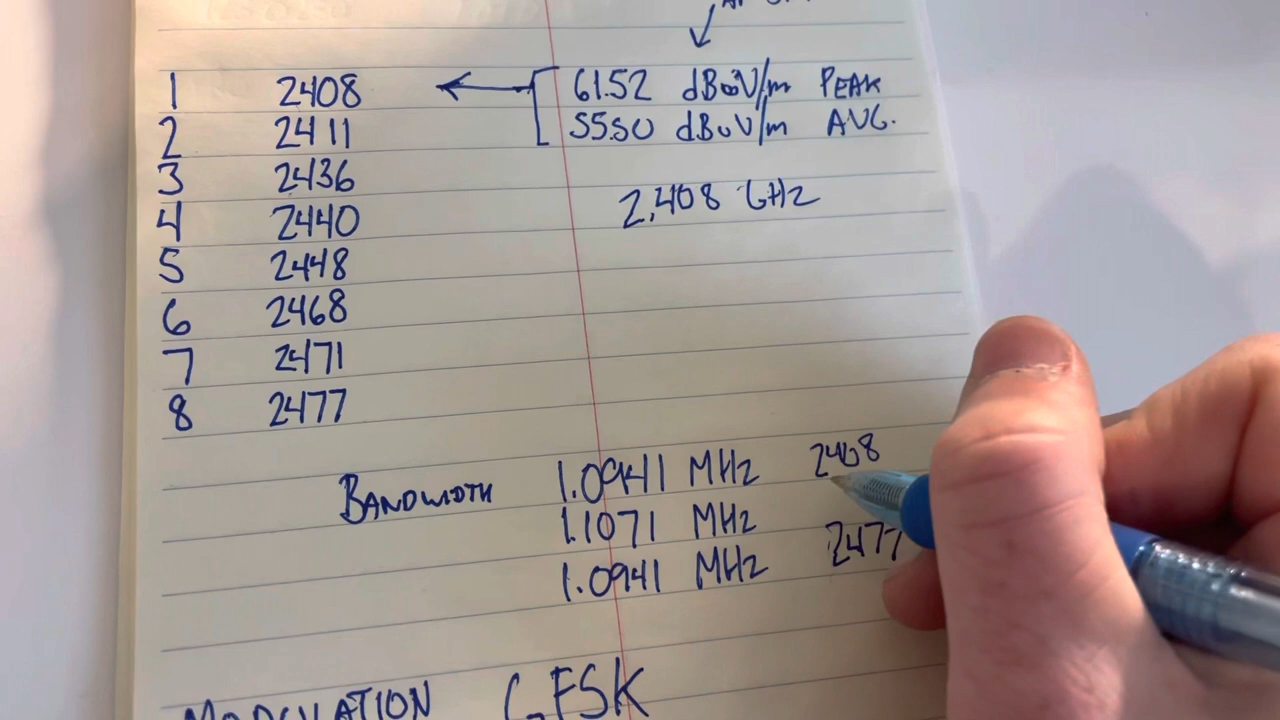 1 2408 61.52 dBuV/m PEAK
2 2411 55.50 dBuV/m AVG.
3 2436
2,408 GHz
4 2440
5 2448
6 2468
7 2471
8 2477
BANDWIDTH 1.0941 MHz 2408
1.1071 MHz
1.0941 MHz 2477
MODULATION GFSK